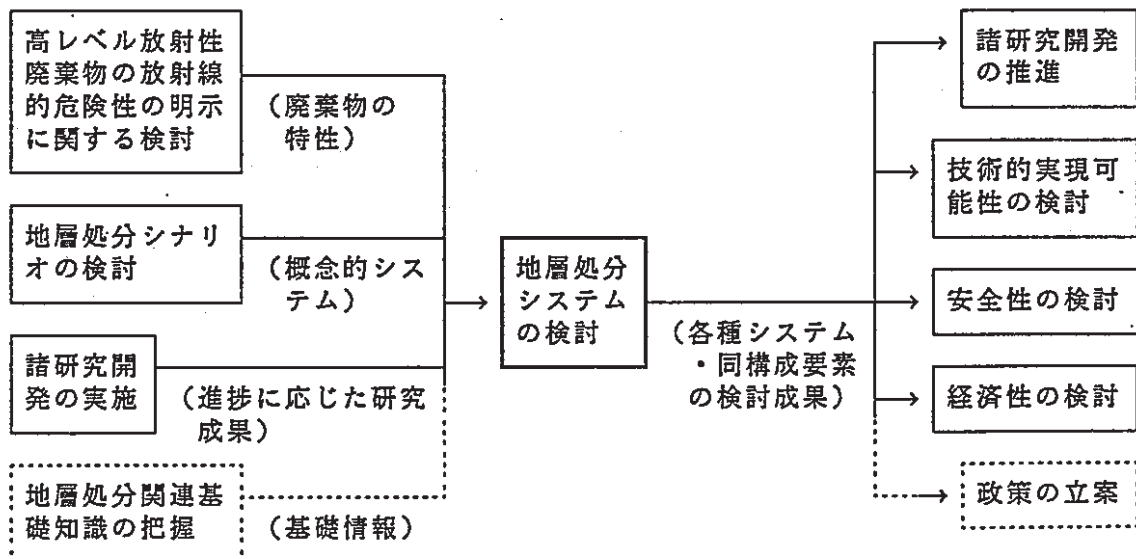 高レベル放射性
廃棄物の放射線
的危険性の明示
に関する検討
（廃棄物の
特性）
地層処分シナリ
オの検討
（概念的シス
テム）
諸研究開
発の実施
（進捗に応じた研究
成果）
地層処分関連基
礎知識の把握
（基礎情報）
地層処分
システム
の検討
（各種システム
・同構成要素
の検討成果）
諸研究開発
の推進
技術的実現可
能性の検討
安全性の検討
経済性の検討
政策の立案